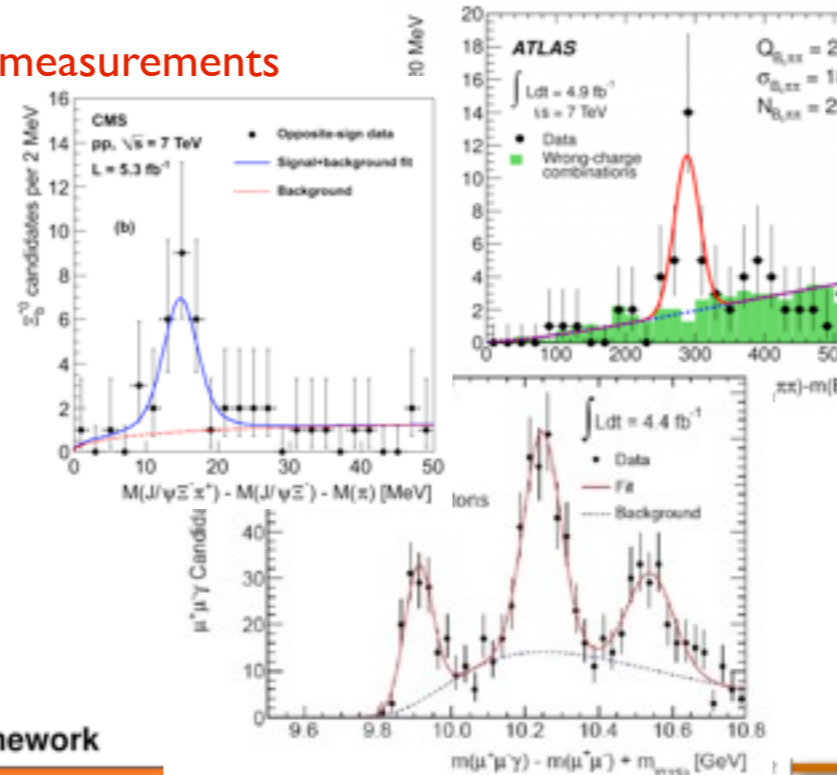 measurements
CMS
pp, √s = 7 TeV
L = 5.3 fb⁻¹
(b)
Opposite-sign data
Signal+background fit
Background
Ξb*⁰ candidates per 2 MeV
16
14
12
10
8
6
4
2
0
0 10 20 30 40 50
M(J/ψΞ⁻π⁺) - M(J/ψΞ⁻) - M(π) [MeV]
20 MeV
ATLAS
∫ Ldt = 4.9 fb⁻¹
√s = 7 TeV
Data
Wrong-charge
combinations
20
18
16
14
12
10
8
6
4
2
0
0 100 200 300 400
∫ Ldt = 4.4 fb⁻¹
Data
Fit
Background
μ⁺μ⁻γ
40
30
20
10
0
9.6 9.8 10.0 10.2 10.4 10.6 10.8
m(μ⁺μ⁻γ) - m(μ⁺μ⁻) + m [GeV]